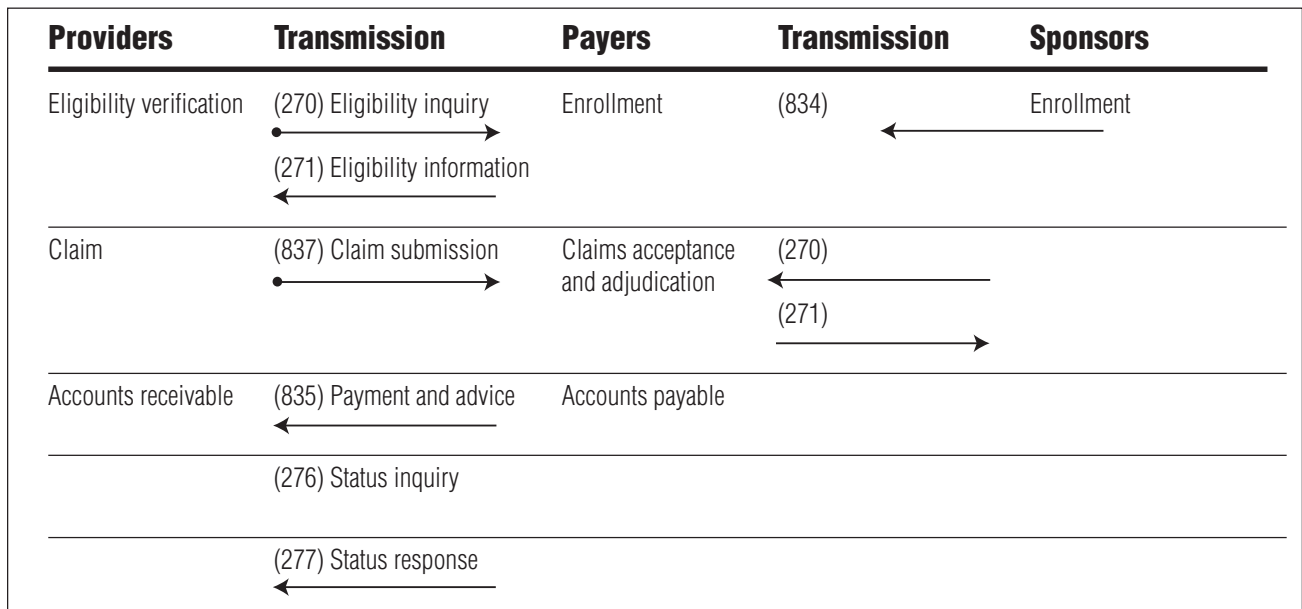 Providers Transmission Payers Transmission Sponsors
Eligibility verification (270) Eligibility inquiry Enrollment (834) Enrollment
(271) Eligibility information
Claim (837) Claim submission Claims acceptance (270)
and adjudication
(271)
Accounts receivable (835) Payment and advice Accounts payable
(276) Status inquiry
(277) Status response